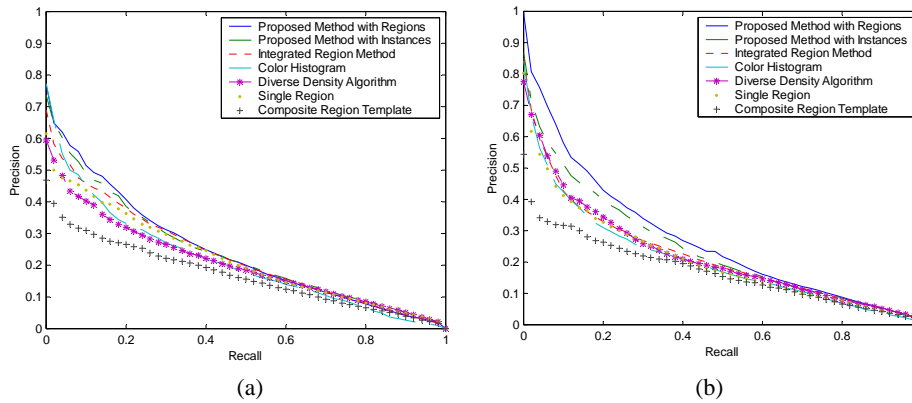 1
0.9
0.8
0.7
0.6
0.5
0.4
0.3
0.2
0.1
0
Precision
0 0.2 0.4 0.6 0.8 1
Recall
Proposed Method with Regions
Proposed Method with Instances
Integrated Region Method
Color Histogram
Diverse Density Algorithm
Single Region
Composite Region Template
(a)
1
0.9
0.8
0.7
0.6
0.5
0.4
0.3
0.2
0.1
0
Precision
0 0.2 0.4 0.6 0.8
Recall
Proposed Method with Regions
Proposed Method with Instances
Integrated Region Method
Color Histogram
Diverse Density Algorithm
Single Region
Composite Region Template
(b)